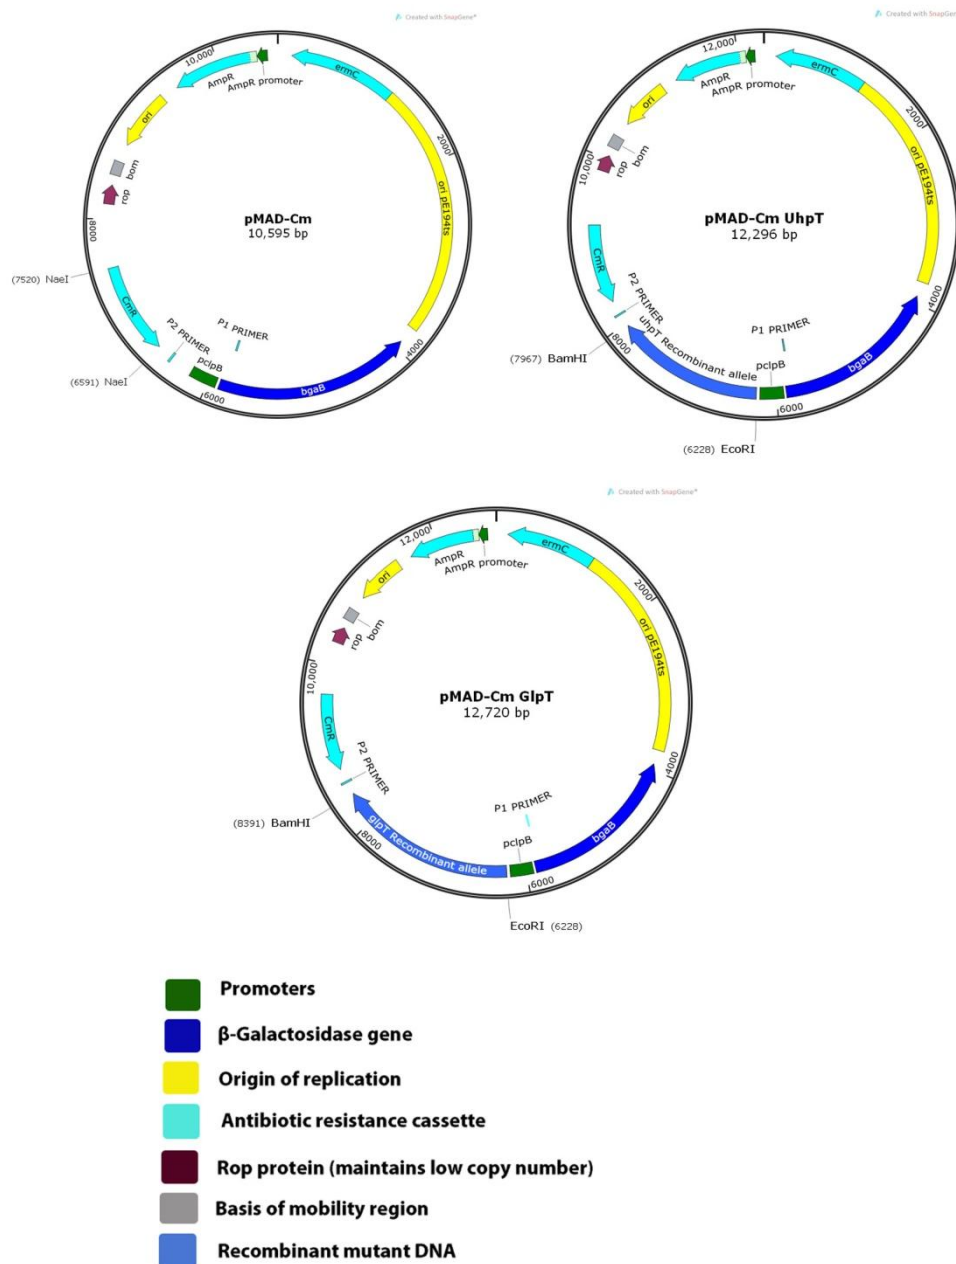 Created with SnapGene®
10,000
AmpR
AmpR promoter
ermC
2000
ori pE194ts
4000
bgaB
P1 PRIMER
pclpB
6000
P2 PRIMER
CmR
(6591) NaeI
(7520) NaeI
8000
rop
bom
ori
pMAD-Cm
10,595 bp
Created with SnapGene®
12,000
AmpR
AmpR promoter
ermC
2000
ori pE194ts
4000
bgaB
P1 PRIMER
pclpB
6000
(6228) EcoRI
uhpT Recombinant allele
8000
(7967) BamHI
P2 PRIMER
CmR
10,000
rop
bom
ori
pMAD-Cm UhpT
12,296 bp
Created with SnapGene®
12,000
AmpR
AmpR promoter
ermC
2000
ori pE194ts
4000
bgaB
P1 PRIMER
pclpB
6000
EcoRI (6228)
glpT Recombinant allele
8000
(8391) BamHI
P2 PRIMER
CmR
10,000
rop
bom
ori
pMAD-Cm GlpT
12,720 bp
Promoters
β-Galactosidase gene
Origin of replication
Antibiotic resistance cassette
Rop protein (maintains low copy number)
Basis of mobility region
Recombinant mutant DNA